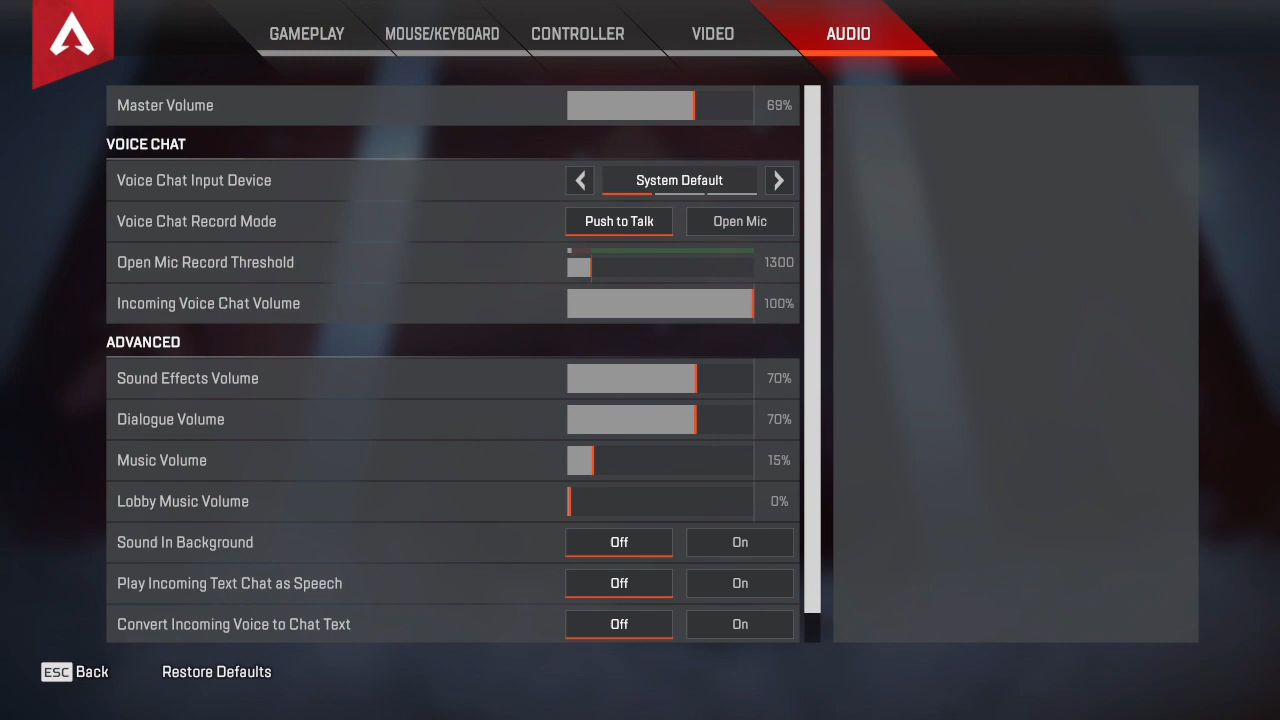 GAMEPLAY MOUSE/KEYBOARD CONTROLLER VIDEO AUDIO
Master Volume 69%
VOICE CHAT
Voice Chat Input Device System Default
Voice Chat Record Mode Push to Talk Open Mic
Open Mic Record Threshold 1300
Incoming Voice Chat Volume 100%
ADVANCED
Sound Effects Volume 70%
Dialogue Volume 70%
Music Volume 15%
Lobby Music Volume 0%
Sound In Background Off On
Play Incoming Text Chat as Speech Off On
Convert Incoming Voice to Chat Text Off On
ESC Back Restore Defaults